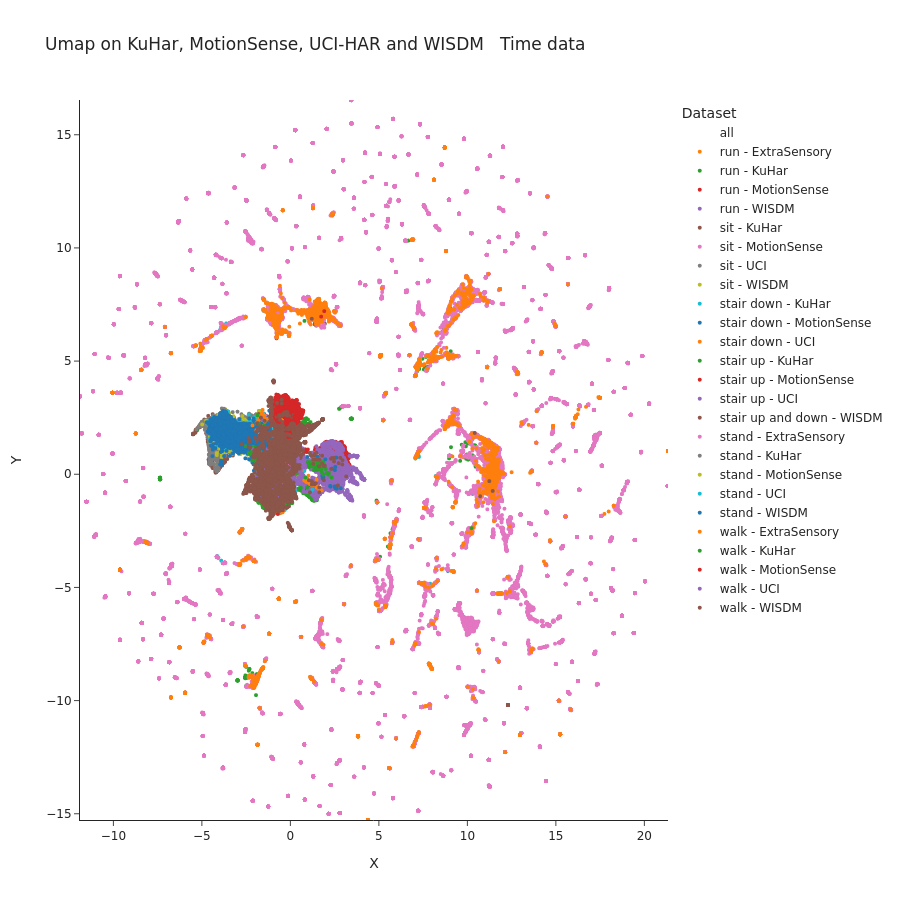 Umap on KuHar, MotionSense, UCI-HAR and WISDM   Time data
Dataset
all
run - ExtraSensory
run - KuHar
run - MotionSense
run - WISDM
sit - KuHar
sit - MotionSense
sit - UCI
sit - WISDM
stair down - KuHar
stair down - MotionSense
stair down - UCI
stair up - KuHar
stair up - MotionSense
stair up - UCI
stair up and down - WISDM
stand - ExtraSensory
stand - KuHar
stand - MotionSense
stand - UCI
stand - WISDM
walk - ExtraSensory
walk - KuHar
walk - MotionSense
walk - UCI
walk - WISDM
15
10
5
0
−5
−10
−15
Y
−10 −5 0 5 10 15 20
X